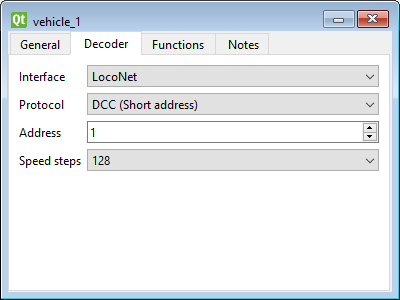 Qt vehicle_1
General Decoder Functions Notes
Interface LocoNet
Protocol DCC (Short address)
Address 1
Speed steps 128